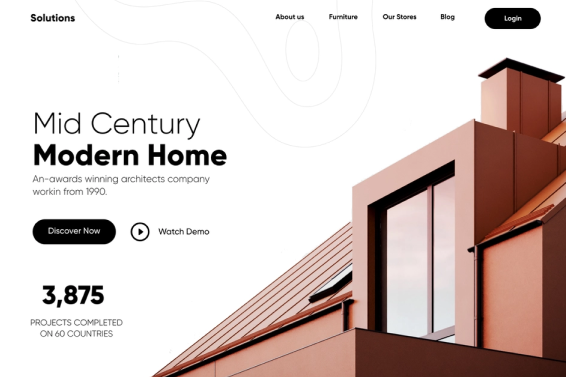 Solutions
About us Furniture Our Stores Blog Login
Mid Century
Modern Home
An-awards winning architects company
workin from 1990.
Discover Now Watch Demo
3,875
PROJECTS COMPLETED
ON 60 COUNTRIES